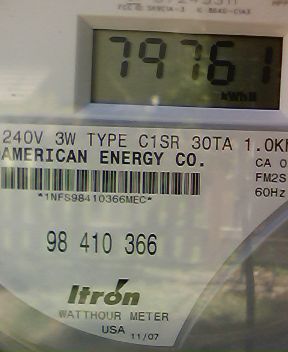 79761
kWh
240V 3W TYPE C1SR 30TA 1.0K
AMERICAN ENERGY CO.
CA 0
FM2S
60Hz
*1NFS98410366MEC*
98 410 366
Itron
WATTHOUR METER
USA 11/07